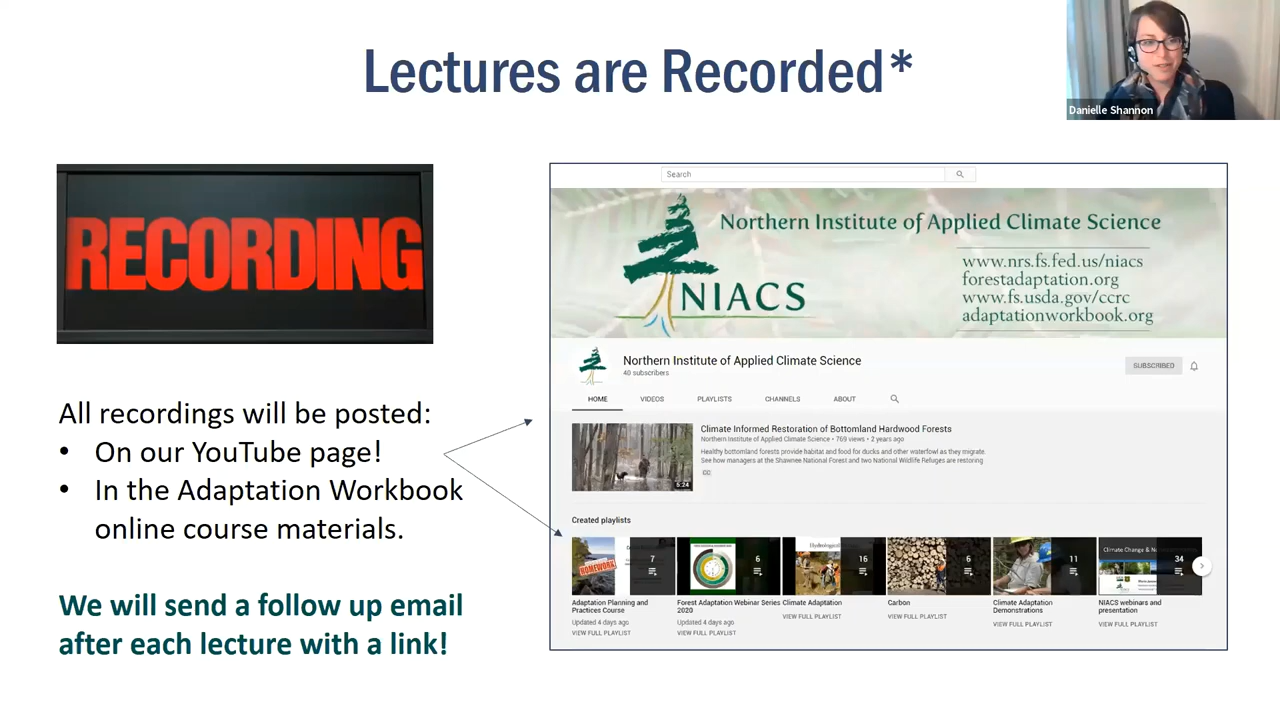 Lectures are Recorded*
Danielle Shannon
RECORDING
All recordings will be posted:
• On our YouTube page!
• In the Adaptation Workbook
online course materials.
We will send a follow up email
after each lecture with a link!
Search
Northern Institute of Applied Climate Science
www.nrs.fs.fed.us/niacs
forestadaptation.org
www.fs.usda.gov/ccrc
adaptationworkbook.org
NIACS
Northern Institute of Applied Climate Science
40 subscribers
SUBSCRIBED
HOME VIDEOS PLAYLISTS CHANNELS ABOUT
Climate Informed Restoration of Bottomland Hardwood Forests
Northern Institute of Applied Climate Science • 769 views • 2 years ago
Healthy bottomland forests provide habitat and food for ducks and other waterfowl as they migrate.
See how managers at the Shawnee National Forest and two National Wildlife Refuges are restoring
CC
5:24
Created playlists
HOMEWORK
7
6
16
6
11
Climate Change &
34
NIACS
Adaptation Planning and
Practices Course
Updated 4 days ago
VIEW FULL PLAYLIST
Forest Adaptation Webinar Series
2020
Updated 4 days ago
VIEW FULL PLAYLIST
Climate Adaptation
VIEW FULL PLAYLIST
Carbon
VIEW FULL PLAYLIST
Climate Adaptation
Demonstrations
VIEW FULL PLAYLIST
NIACS webinars and
presentation
VIEW FULL PLAYLIST